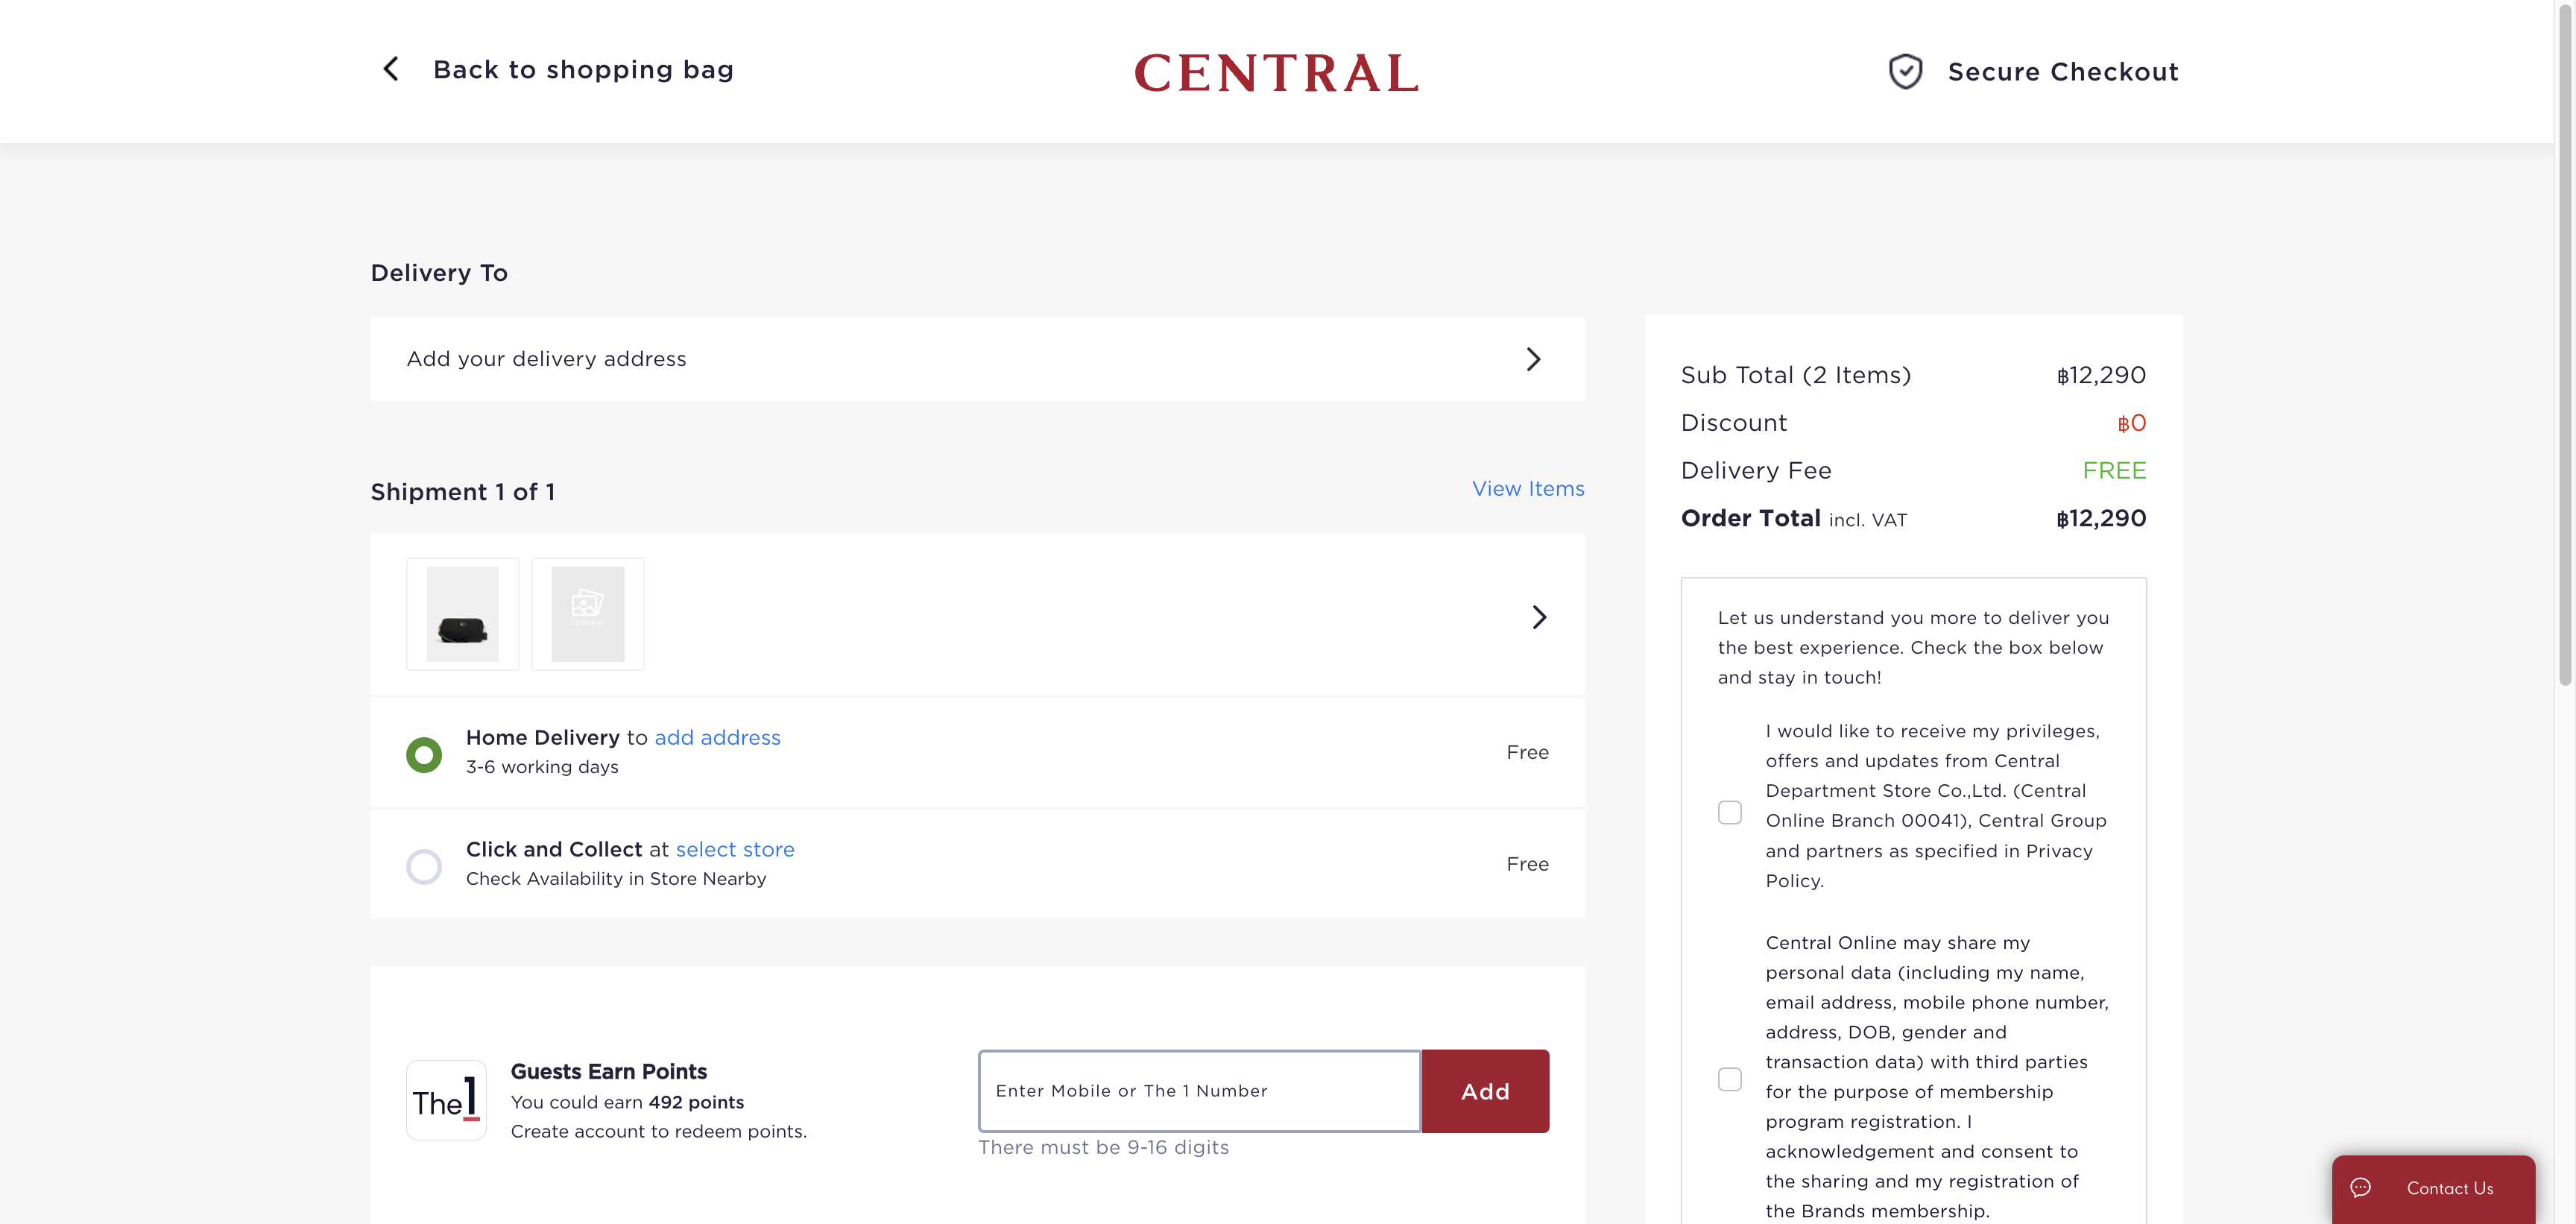 Back to shopping bag
CENTRAL
Secure Checkout
Delivery To
Add your delivery address
Shipment 1 of 1
View Items
CENTRAL
Home Delivery to add address
3-6 working days
Free
Click and Collect at select store
Check Availability in Store Nearby
Free
The1
Guests Earn Points
You could earn 492 points
Create account to redeem points.
Enter Mobile or The 1 Number
Add
There must be 9-16 digits
Sub Total (2 Items) ฿12,290
Discount ฿0
Delivery Fee FREE
Order Total incl. VAT ฿12,290
Let us understand you more to deliver you
the best experience. Check the box below
and stay in touch!
I would like to receive my privileges,
offers and updates from Central
Department Store Co.,Ltd. (Central
Online Branch 00041), Central Group
and partners as specified in Privacy
Policy.
Central Online may share my
personal data (including my name,
email address, mobile phone number,
address, DOB, gender and
transaction data) with third parties
for the purpose of membership
program registration. I
acknowledgement and consent to
the sharing and my registration of
the Brands membership.
Contact Us